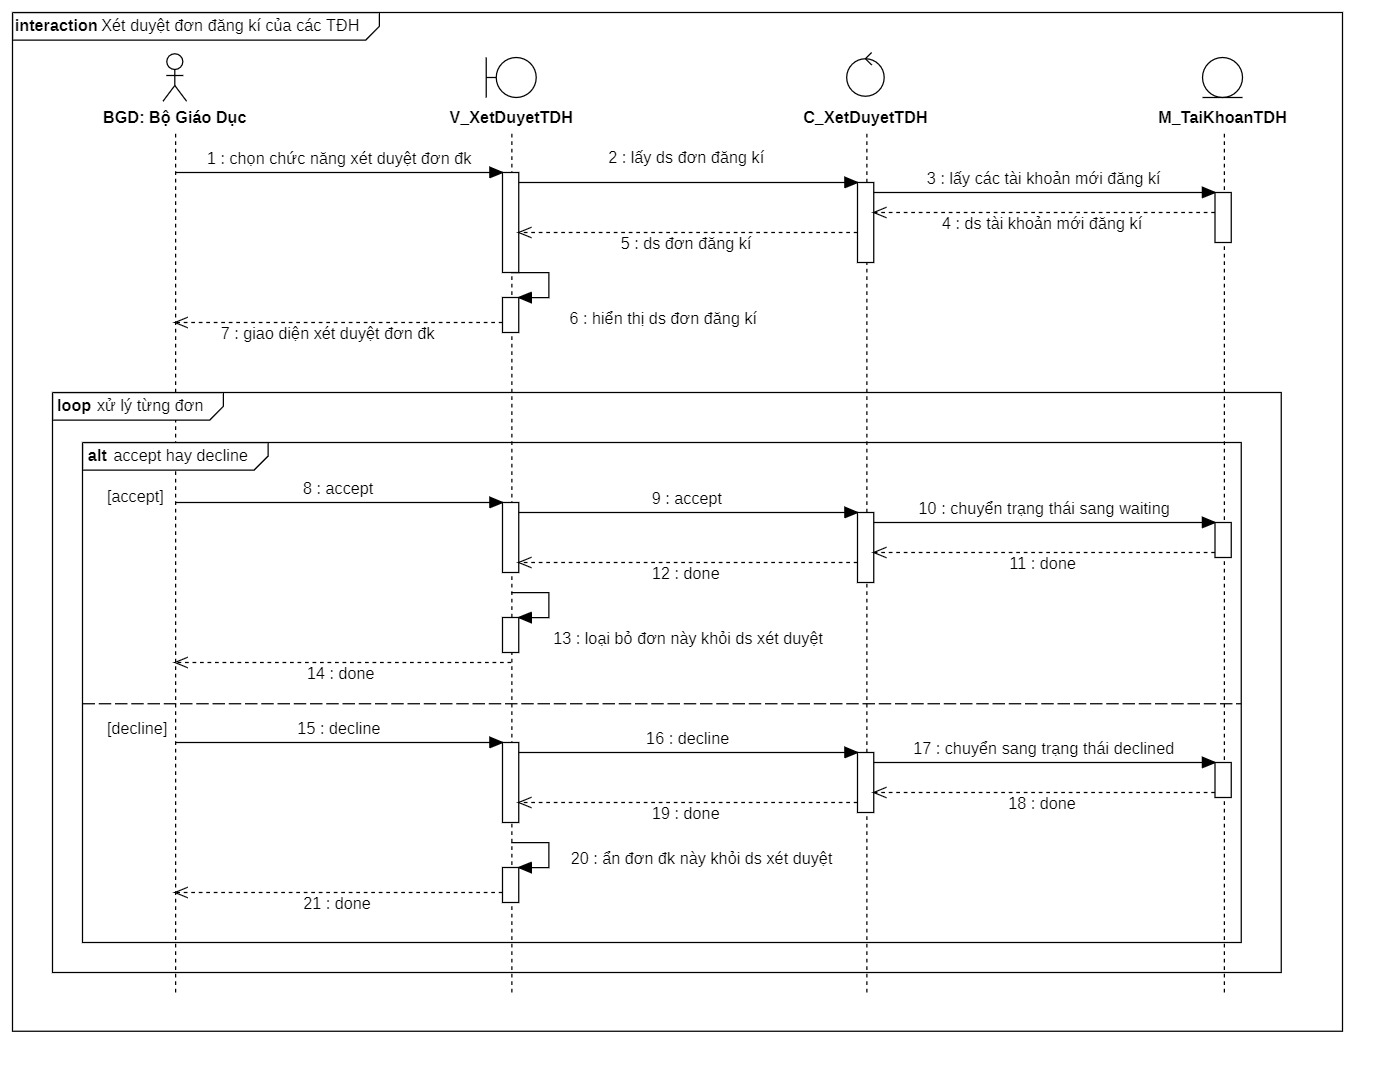 interaction Xét duyệt đơn đăng kí của các TĐH
BGD: Bộ Giáo Dục
V_XetDuyetTDH
C_XetDuyetTDH
M_TaiKhoanTDH
1 : chọn chức năng xét duyệt đơn đk
2 : lấy ds đơn đăng kí
3 : lấy các tài khoản mới đăng kí
4 : ds tài khoản mới đăng kí
5 : ds đơn đăng kí
6 : hiển thị ds đơn đăng kí
7 : giao diện xét duyệt đơn đk
loop xử lý từng đơn
alt accept hay decline
[accept]
8 : accept
9 : accept
10 : chuyển trạng thái sang waiting
11 : done
12 : done
13 : loại bỏ đơn này khỏi ds xét duyệt
14 : done
[decline]
15 : decline
16 : decline
17 : chuyển sang trạng thái declined
18 : done
19 : done
20 : ẩn đơn đk này khỏi ds xét duyệt
21 : done